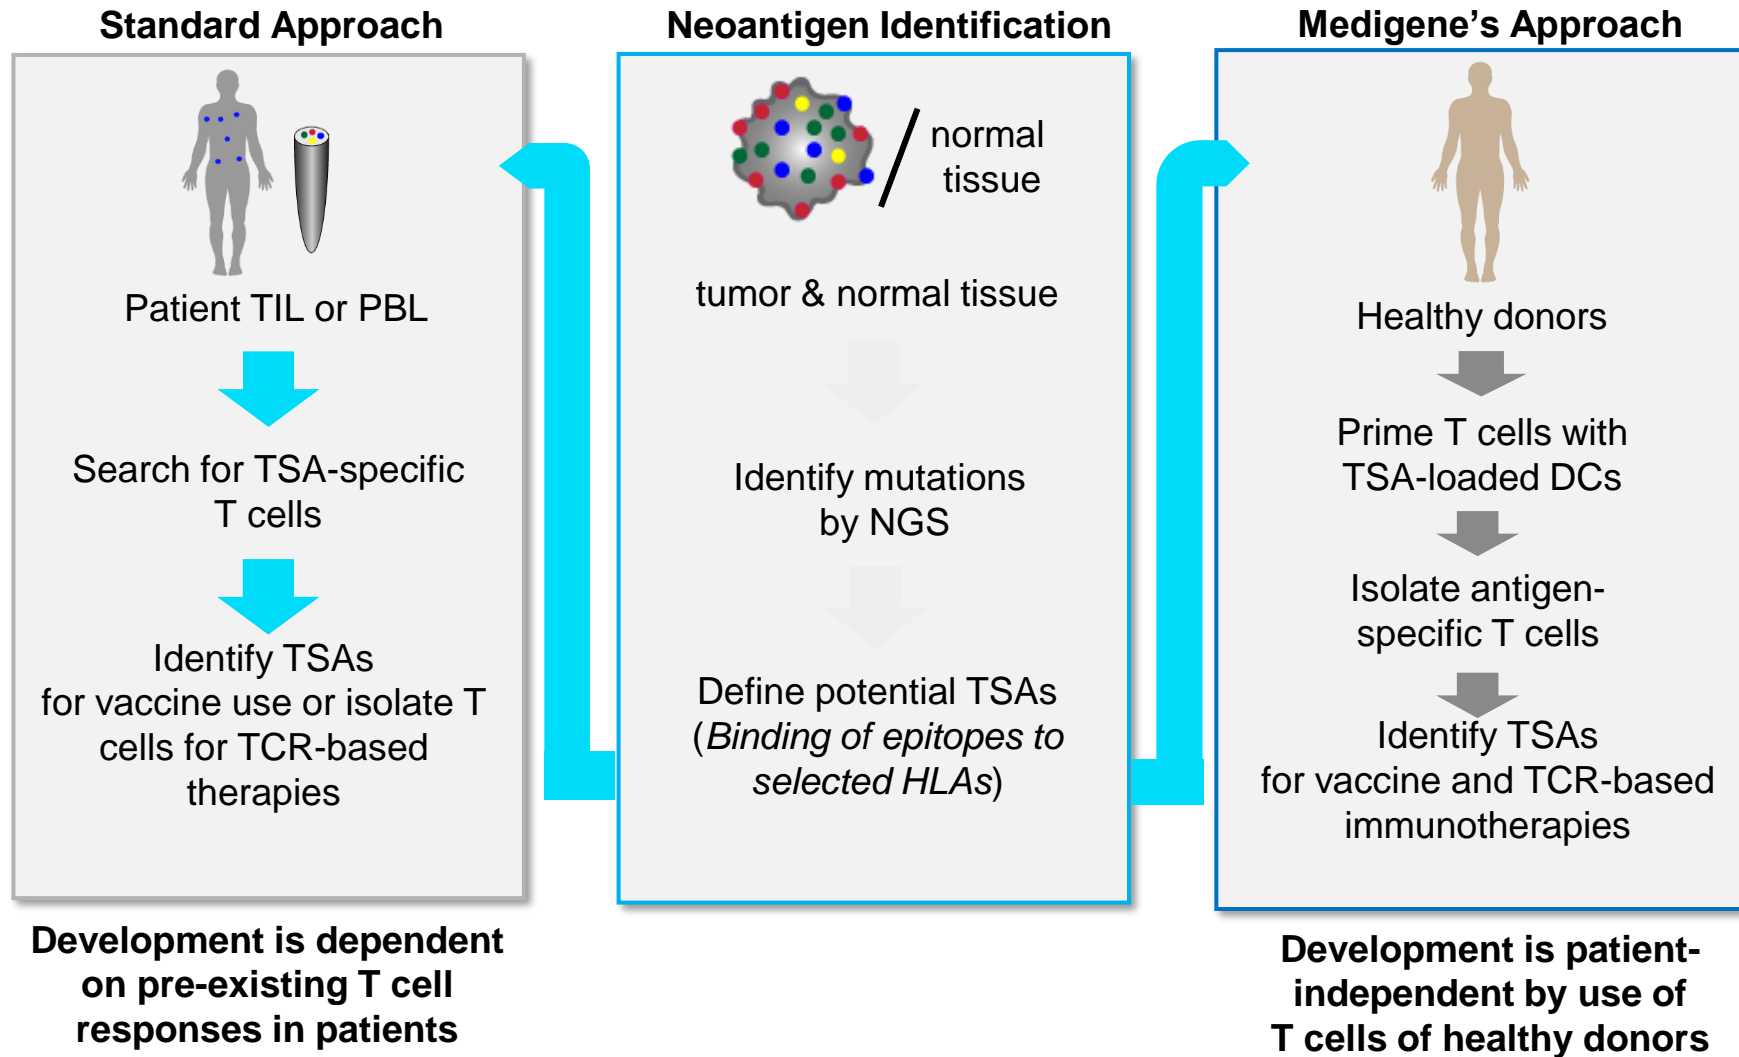 Standard Approach
Patient TIL or PBL
Search for TSA-specific
T cells
Identify TSAs
for vaccine use or isolate T
cells for TCR-based
therapies
Development is dependent
on pre-existing T cell
responses in patients
Neoantigen Identification
normal
tissue
tumor & normal tissue
Identify mutations
by NGS
Define potential TSAs
(Binding of epitopes to
selected HLAs)
Medigene’s Approach
Healthy donors
Prime T cells with
TSA-loaded DCs
Isolate antigen-
specific T cells
Identify TSAs
for vaccine and TCR-based
immunotherapies
Development is patient-
independent by use of
T cells of healthy donors